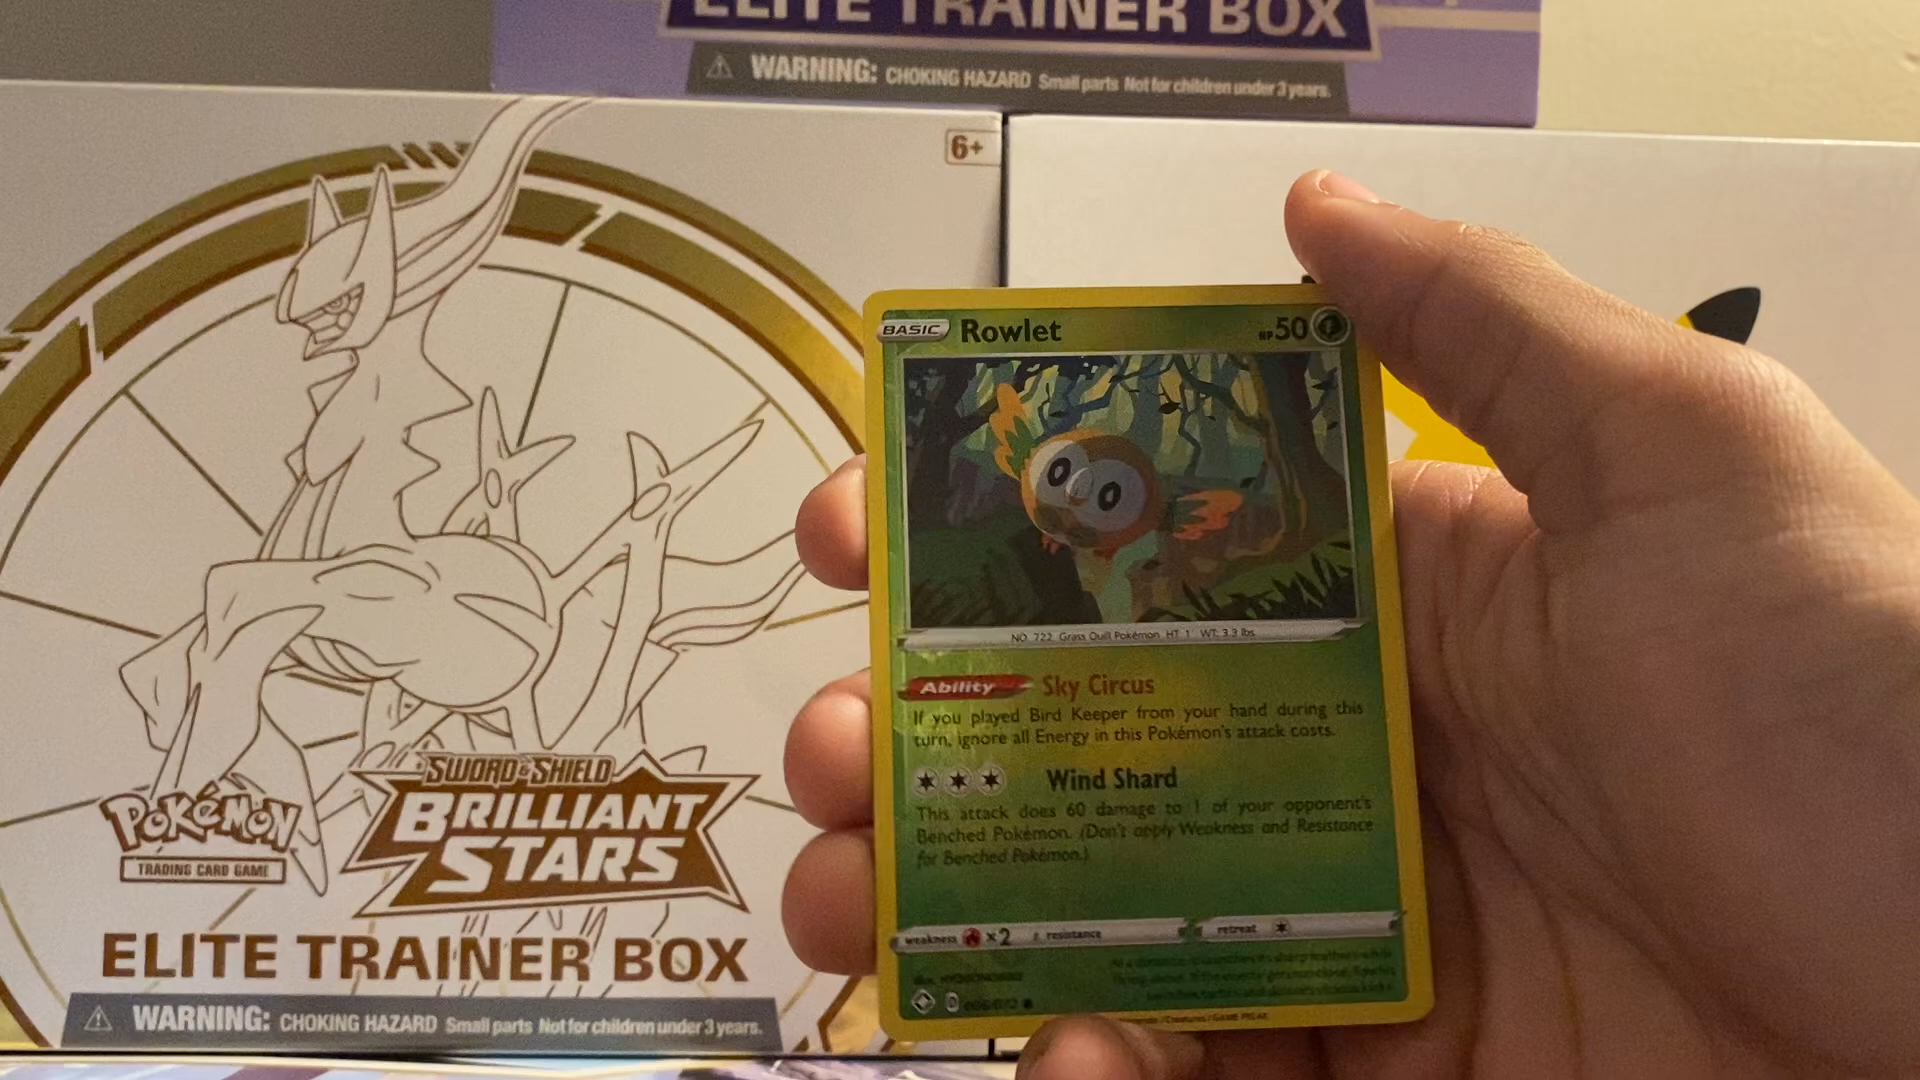 ELITE TRAINER BOX
WARNING: CHOKING HAZARD Small parts Not for children under 3 years.
6+
SWORD & SHIELD
POKéMON
BRILLIANT
STARS
TRADING CARD GAME
ELITE TRAINER BOX
WARNING: CHOKING HAZARD Small parts Not for children under 3 years.
BASIC Rowlet HP 50
NO. 722 Grass Quill Pokémon HT: 1' WT: 3.3 lbs.
Ability Sky Circus
If you played Bird Keeper from your hand during this
turn, ignore all Energy in this Pokémon's attack costs.
Wind Shard
This attack does 60 damage to 1 of your opponent's
Benched Pokémon. (Don't apply Weakness and Resistance
for Benched Pokémon.)
weakness ×2 resistance retreat
D
/Creatures/GAME FREAK